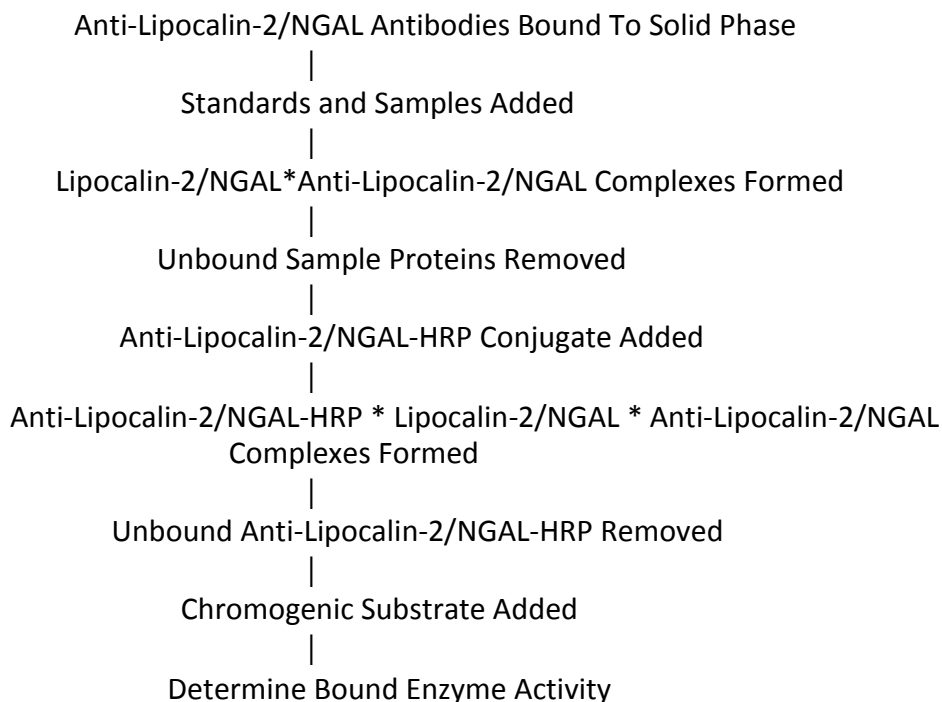 Anti-Lipocalin-2/NGAL Antibodies Bound To Solid Phase
|
Standards and Samples Added
|
Lipocalin-2/NGAL*Anti-Lipocalin-2/NGAL Complexes Formed
|
Unbound Sample Proteins Removed
|
Anti-Lipocalin-2/NGAL-HRP Conjugate Added
|
Anti-Lipocalin-2/NGAL-HRP * Lipocalin-2/NGAL * Anti-Lipocalin-2/NGAL
Complexes Formed
|
Unbound Anti-Lipocalin-2/NGAL-HRP Removed
|
Chromogenic Substrate Added
|
Determine Bound Enzyme Activity